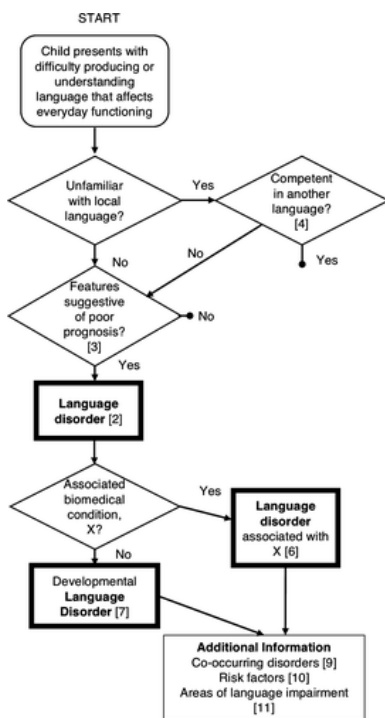 START
Child presents with
difficulty producing or
understanding
language that affects
everyday functioning
Unfamiliar
with local
language?
Yes
Competent
in another
language?
[4]
No
No
Yes
Features
suggestive
of poor
prognosis?
[3]
No
Yes
Language
disorder [2]
Associated
biomedical
condition,
X?
Yes
Language
disorder
associated with
X [6]
No
Developmental
Language
Disorder [7]
Additional Information
Co-occurring disorders [9]
Risk factors [10]
Areas of language impairment
[11]